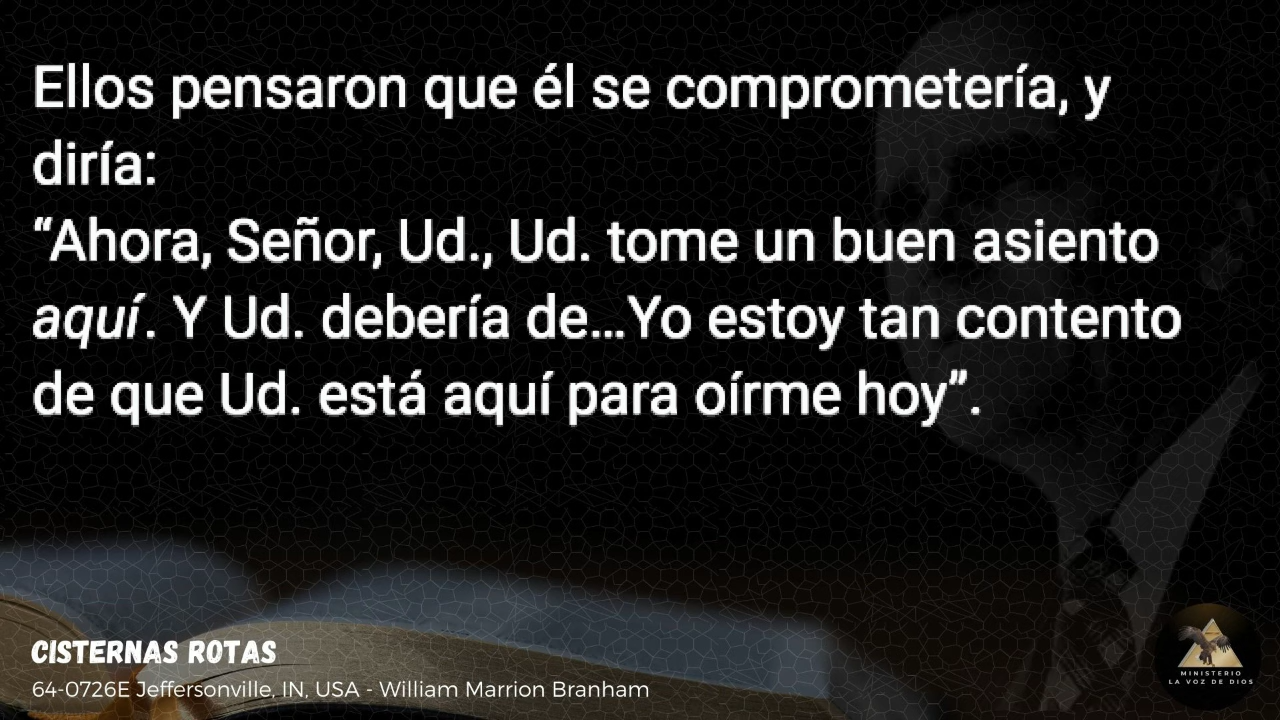 Ellos pensaron que él se comprometería, y
diría:
“Ahora, Señor, Ud., Ud. tome un buen asiento
aquí. Y Ud. debería de...Yo estoy tan contento
de que Ud. está aquí para oírme hoy”.
CISTERNAS ROTAS
64-0726E Jeffersonville, IN, USA - William Marrion Branham
MINISTERIO
LA VOZ DE DIOS